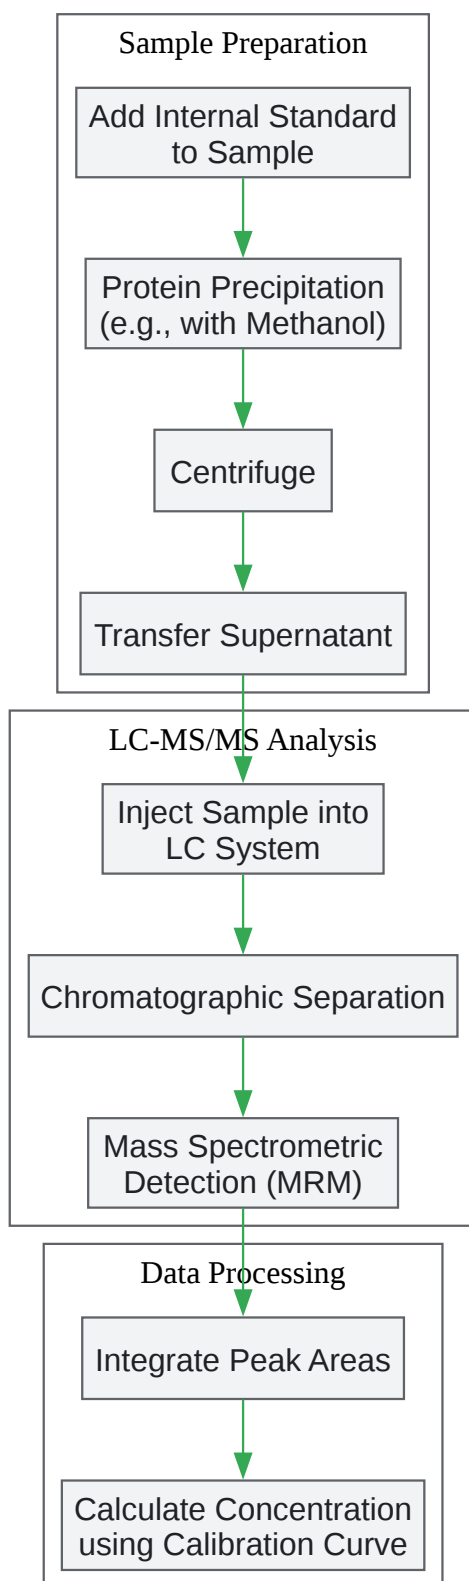 Sample Preparation
Add Internal Standard
to Sample
Protein Precipitation
(e.g., with Methanol)
Centrifuge
Transfer Supernatant
LC-MS/MS Analysis
Inject Sample into
LC System
Chromatographic Separation
Mass Spectrometric
Detection (MRM)
Data Processing
Integrate Peak Areas
Calculate Concentration
using Calibration Curve